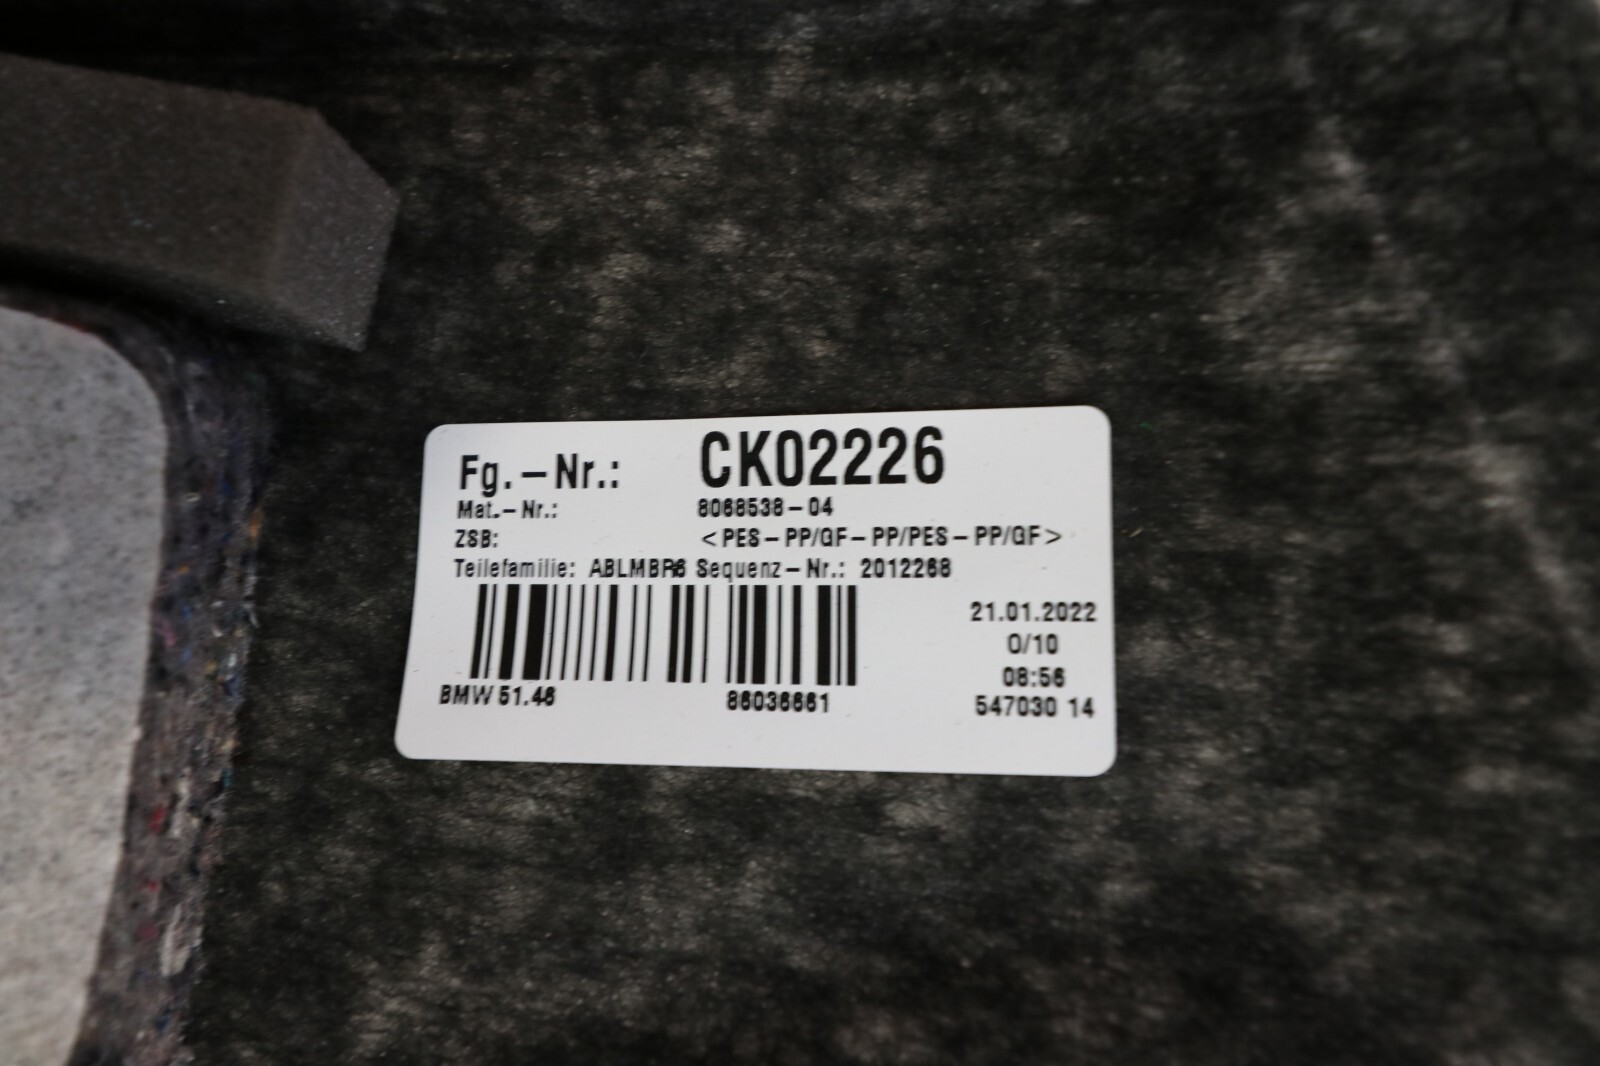 Fg.-Nr.: CK02226
Mat.-Nr.: 8068538-04
ZSB: <PES-PP/GF-PP/PES-PP/GF>
Teilefamilie: ABLMBR6 Sequenz-Nr.: 2012268
21.01.2022
0/10
08:56
BMW 51.46 86036661 547030 14